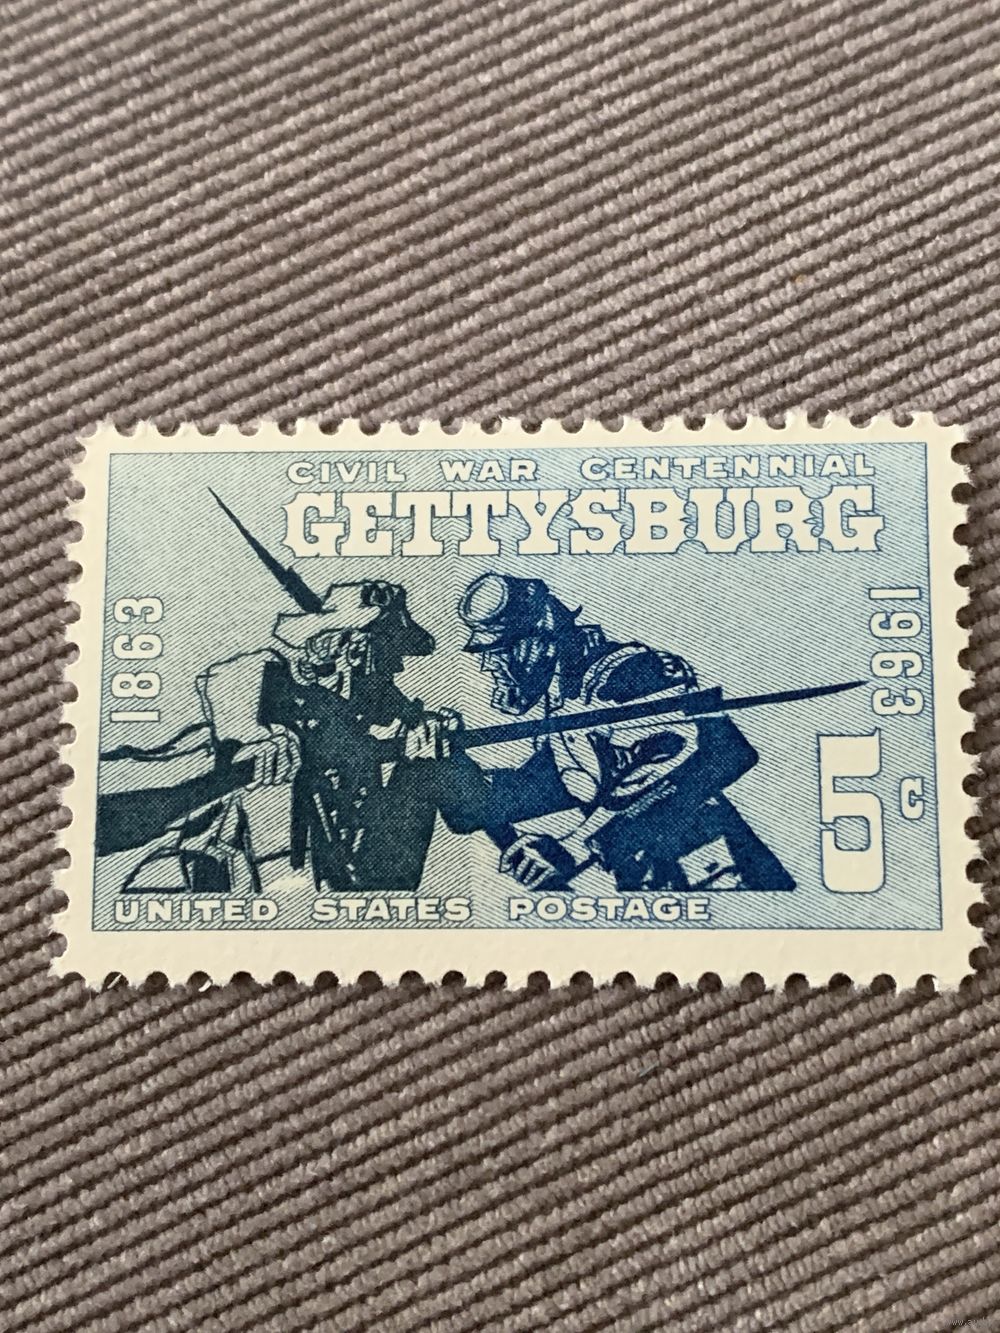 CIVIL WAR CENTENNIAL
GETTYSBURG
1863
1963
5c
UNITED STATES POSTAGE